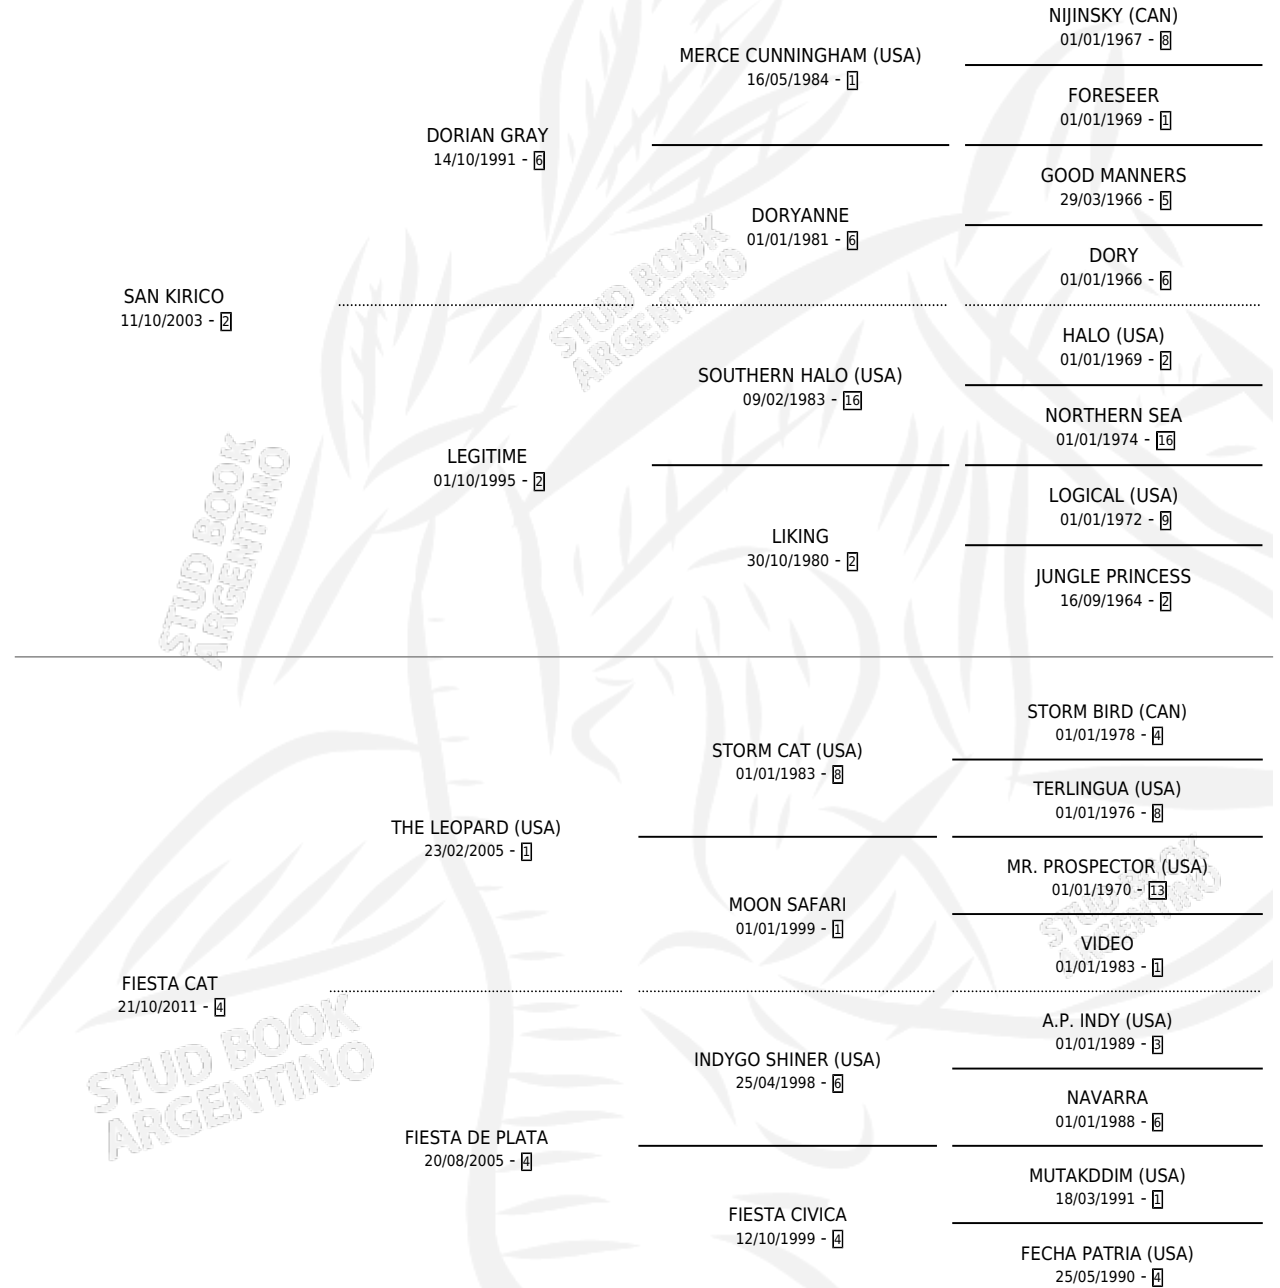 NIJINSKY (CAN)
01/01/1967 - 8
MERCE CUNNINGHAM (USA)
16/05/1984 - 1
FORESEER
01/01/1969 - 1
DORIAN GRAY
14/10/1991 - 6
GOOD MANNERS
29/03/1966 - 5
DORYANNE
01/01/1981 - 6
DORY
01/01/1966 - 6
SAN KIRICO
11/10/2003 - 2
HALO (USA)
01/01/1969 - 2
SOUTHERN HALO (USA)
09/02/1983 - 16
NORTHERN SEA
01/01/1974 - 16
LEGITIME
01/10/1995 - 2
LOGICAL (USA)
01/01/1972 - 9
LIKING
30/10/1980 - 2
JUNGLE PRINCESS
16/09/1964 - 2
STORM BIRD (CAN)
01/01/1978 - 4
STORM CAT (USA)
01/01/1983 - 8
TERLINGUA (USA)
01/01/1976 - 8
THE LEOPARD (USA)
23/02/2005 - 1
MR. PROSPECTOR (USA)
01/01/1970 - 13
MOON SAFARI
01/01/1999 - 1
VIDEO
01/01/1983 - 1
FIESTA CAT
21/10/2011 - 4
A.P. INDY (USA)
01/01/1989 - 3
INDYGO SHINER (USA)
25/04/1998 - 6
NAVARRA
01/01/1988 - 6
FIESTA DE PLATA
20/08/2005 - 4
MUTAKDDIM (USA)
18/03/1991 - 1
FIESTA CIVICA
12/10/1999 - 4
FECHA PATRIA (USA)
25/05/1990 - 4
STUD BOOK
ARGENTINO
STUD BOOK
ARGENTINO
STUD BOOK
ARGENTINO
STUD BOOK
ARGENTINO